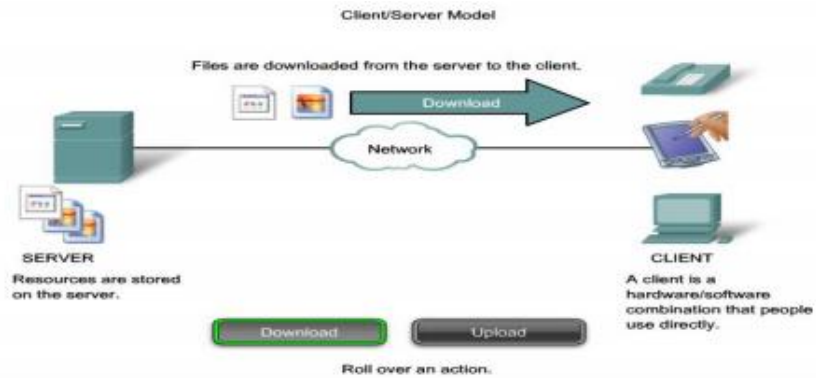 Client/Server Model
Files are downloaded from the server to the client.
Download
Network
SERVER
Resources are stored
on the server.
CLIENT
A client is a
hardware/software
combination that people
use directly.
Download
Upload
Roll over an action.